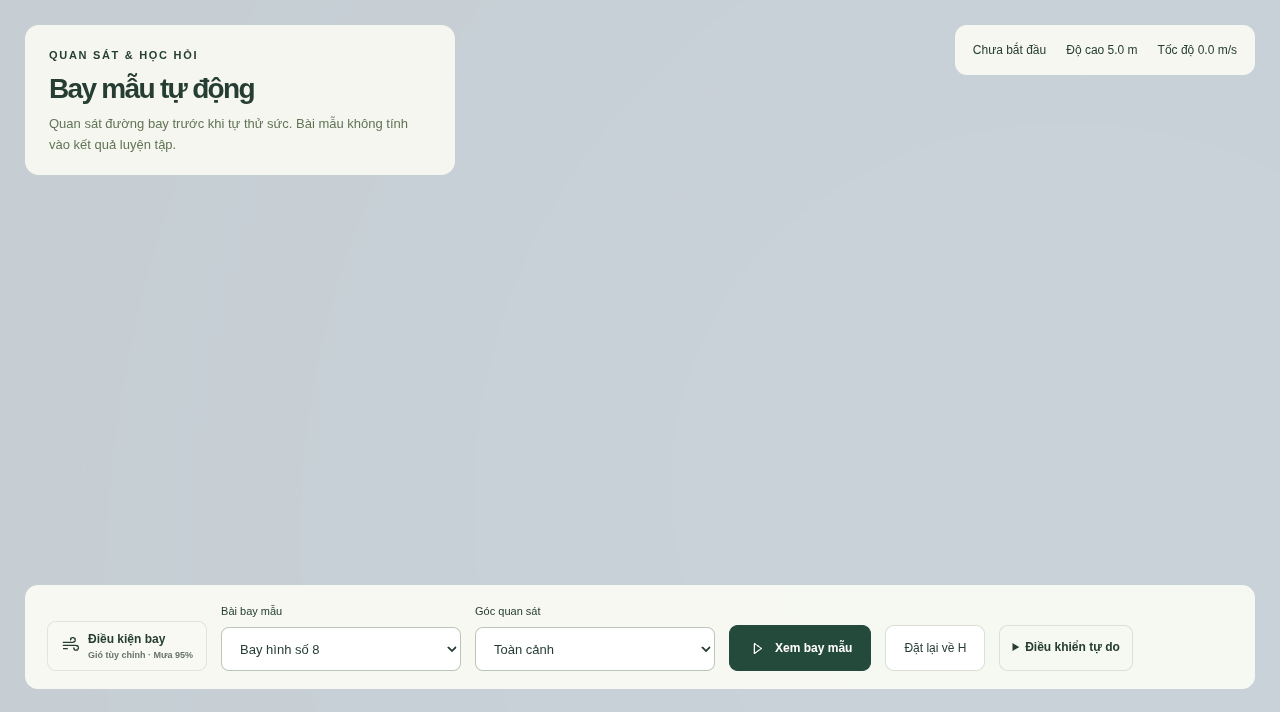 QUAN SÁT & HỌC HỎI
Bay mẫu tự động
Quan sát đường bay trước khi tự thử sức. Bài mẫu không tính
vào kết quả luyện tập.
Chưa bắt đầu Độ cao 5.0 m Tốc độ 0.0 m/s
Điều kiện bay
Gió tùy chỉnh · Mưa 95%
Bài bay mẫu
Bay hình số 8
Góc quan sát
Toàn cảnh
Xem bay mẫu
Đặt lại về H
Điều khiển tự do